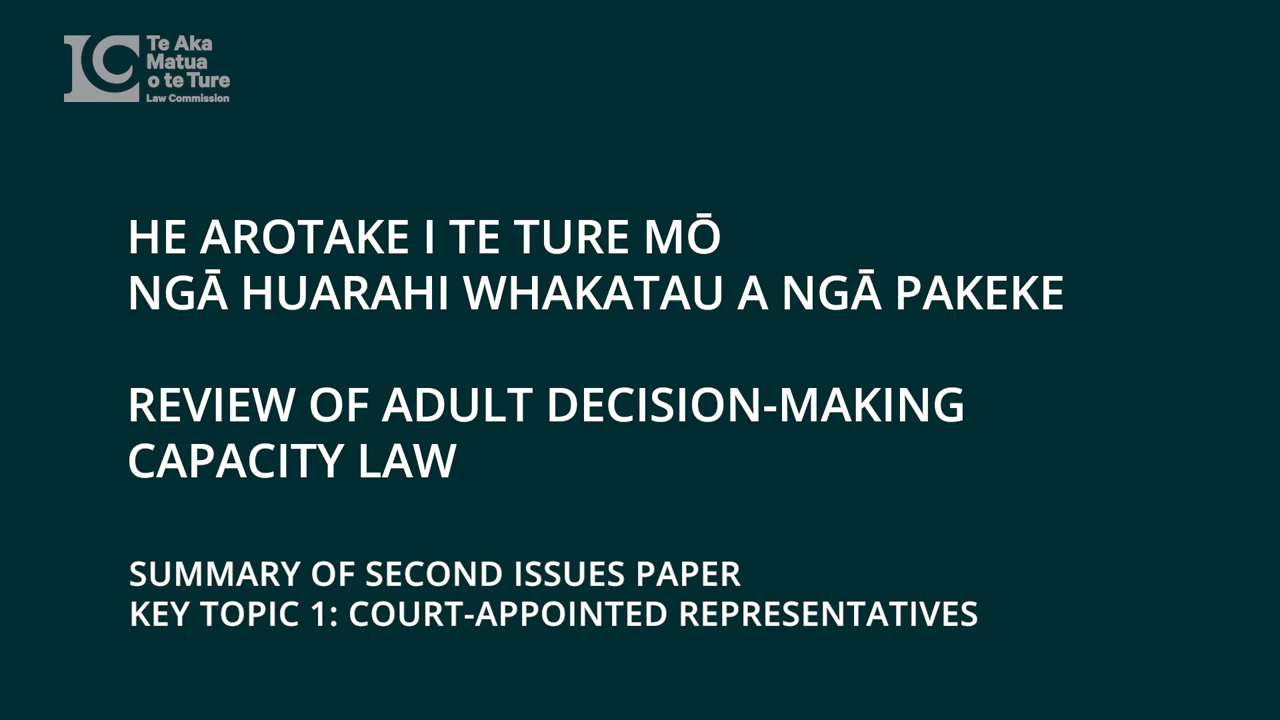 Te Aka
Matua
o te Ture
Law Commission
HE AROTAKE I TE TURE MŌ
NGĀ HUARAHI WHAKATAU A NGĀ PAKEKE
REVIEW OF ADULT DECISION-MAKING
CAPACITY LAW
SUMMARY OF SECOND ISSUES PAPER
KEY TOPIC 1: COURT-APPOINTED REPRESENTATIVES